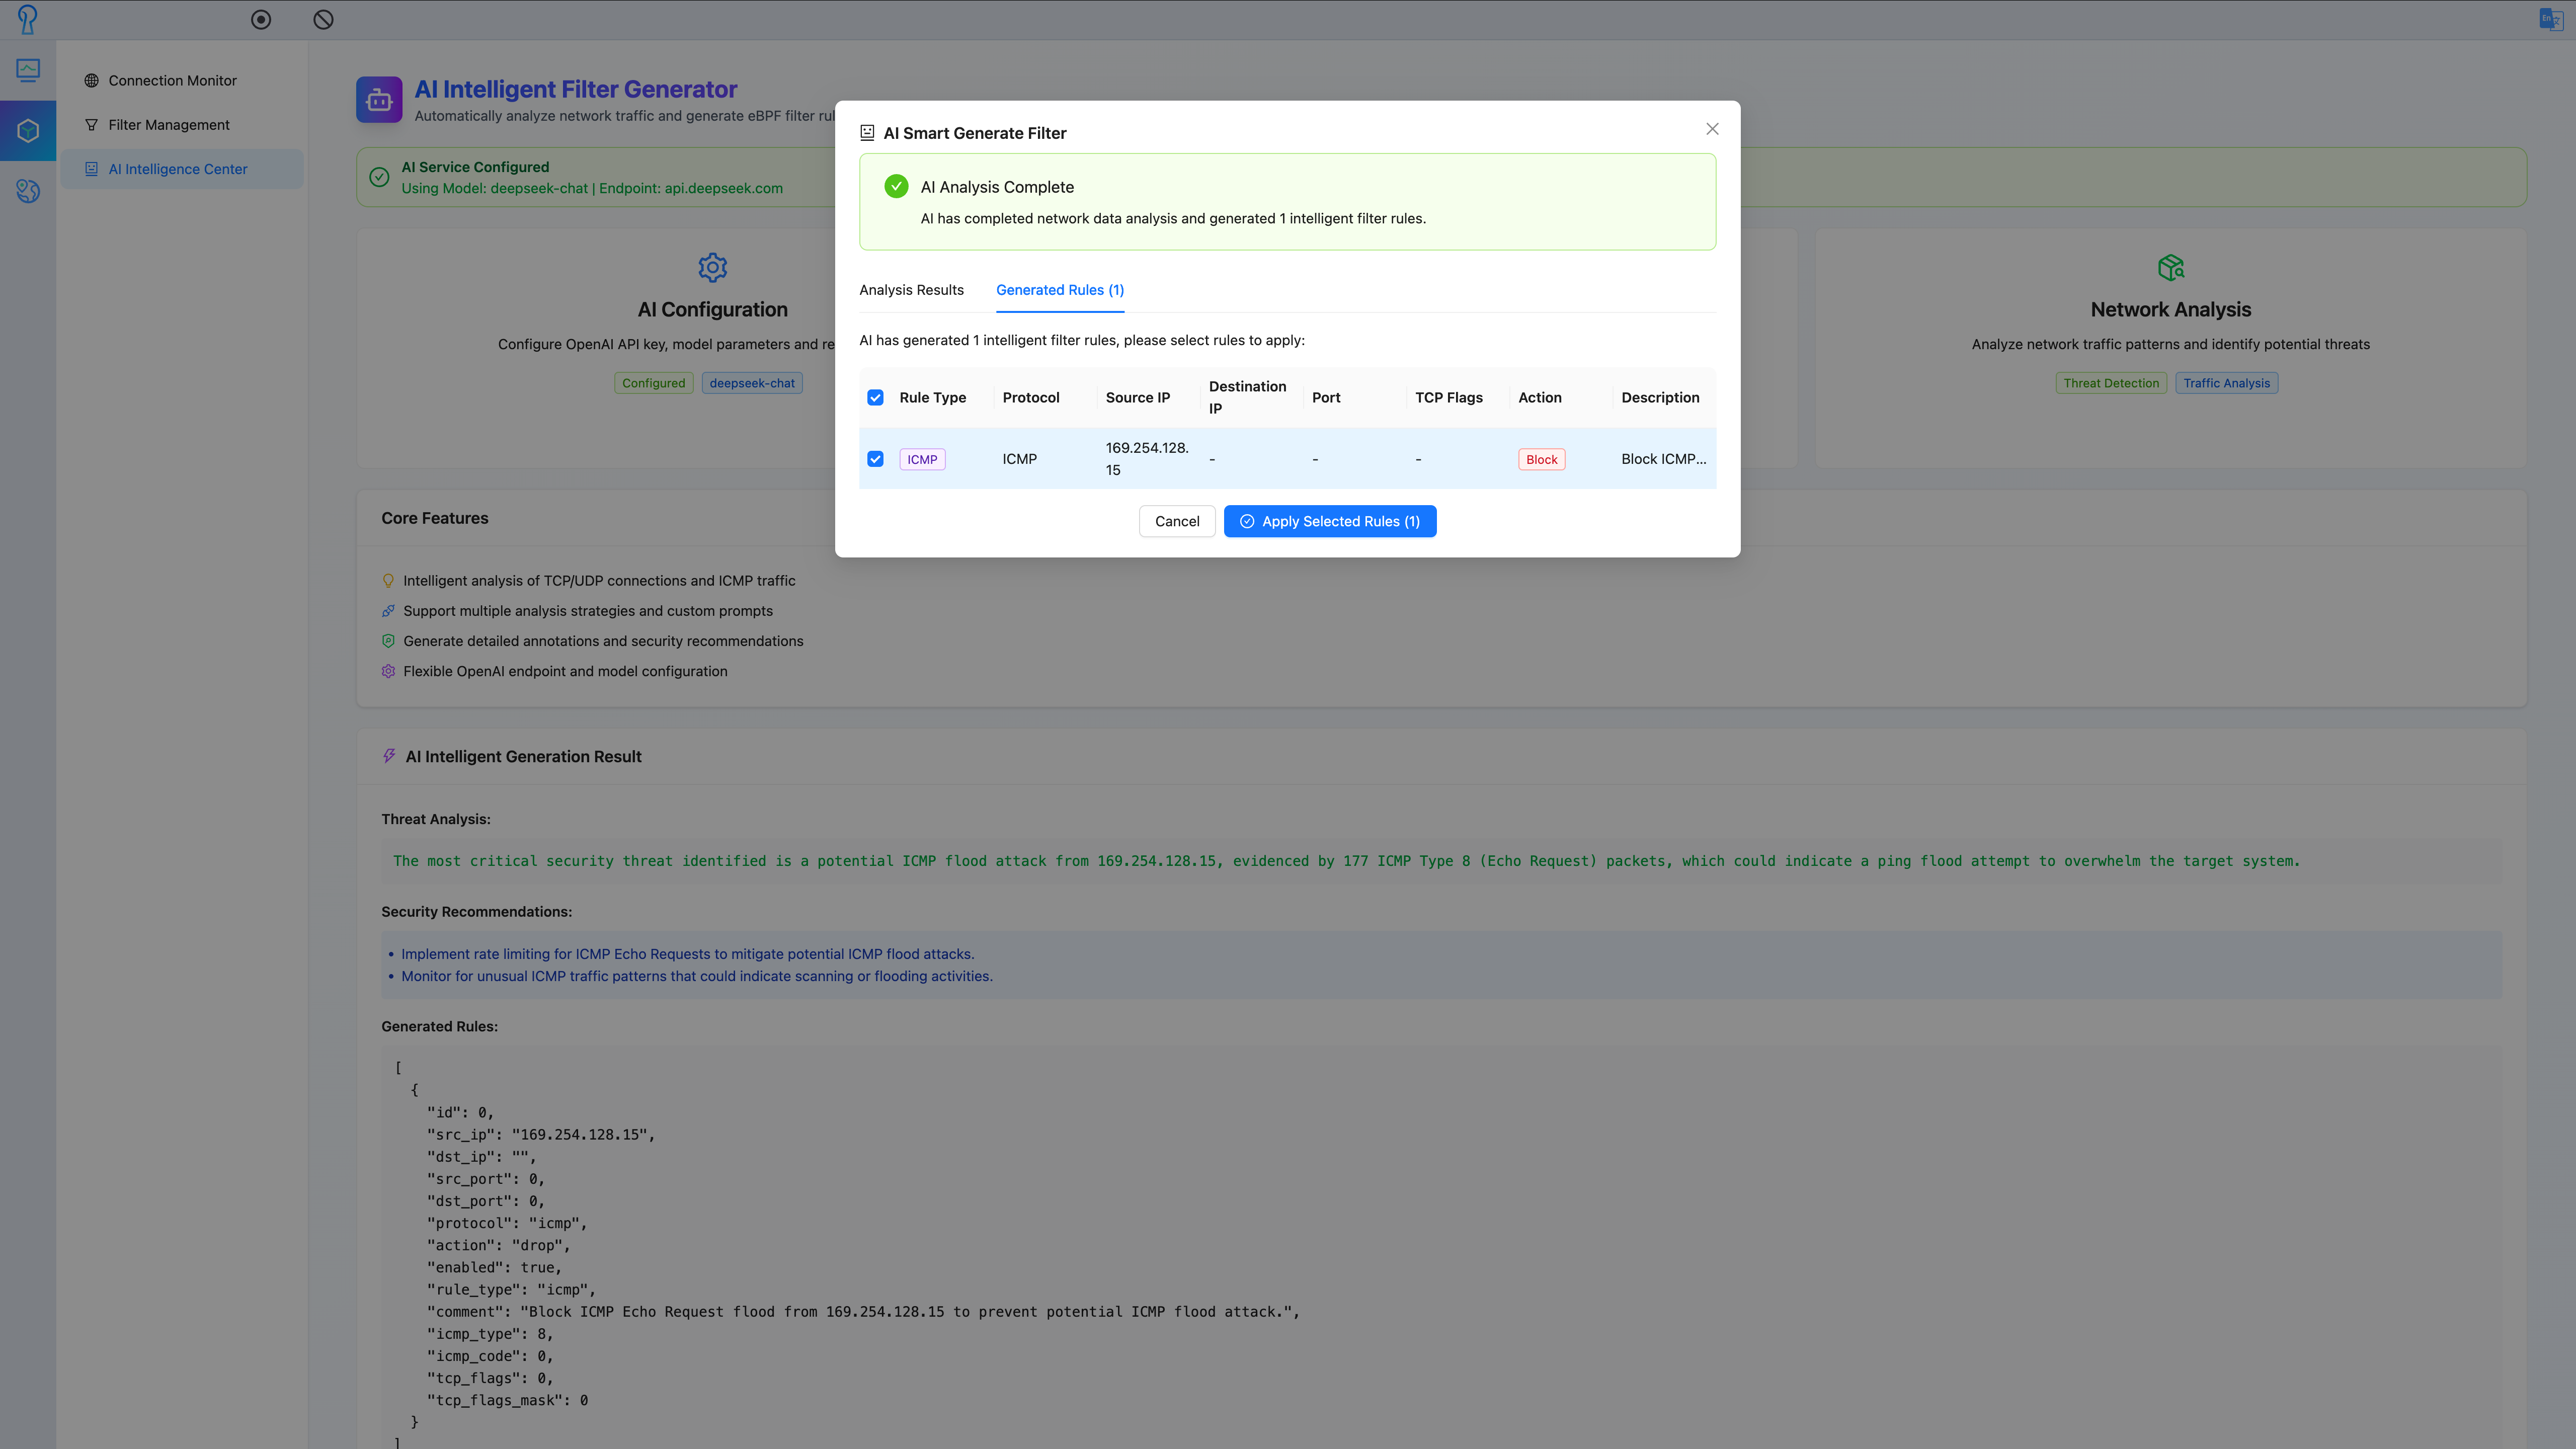 En
Connection Monitor
Filter Management
AI Intelligence Center
AI Intelligent Filter Generator
Automatically analyze network traffic and generate eBPF filter
AI Service Configured
Using Model: deepseek-chat | Endpoint: api.deepseek.com
AI Configuration
Configure OpenAI API key, model parameters and
Configured
deepseek-chat
Network Analysis
Analyze network traffic patterns and identify potential threats
Threat Detection
Traffic Analysis
AI Smart Generate Filter
AI Analysis Complete
AI has completed network data analysis and generated 1 intelligent filter rules.
Analysis Results
Generated Rules (1)
AI has generated 1 intelligent filter rules, please select rules to apply:
Rule Type
Protocol
Source IP
Destination
IP
Port
TCP Flags
Action
Description
ICMP
ICMP
169.254.128.
15
-
-
-
Block
Block ICMP...
Cancel
Apply Selected Rules (1)
Core Features
Intelligent analysis of TCP/UDP connections and ICMP traffic
Support multiple analysis strategies and custom prompts
Generate detailed annotations and security recommendations
Flexible OpenAI endpoint and model configuration
AI Intelligent Generation Result
Threat Analysis:
The most critical security threat identified is a potential ICMP flood attack from 169.254.128.15, evidenced by 177 ICMP Type 8 (Echo Request) packets, which could indicate a ping flood attempt to overwhelm the target system.
Security Recommendations:
• Implement rate limiting for ICMP Echo Requests to mitigate potential ICMP flood attacks.
• Monitor for unusual ICMP traffic patterns that could indicate scanning or flooding activities.
Generated Rules:
[
{
"id": 0,
"src_ip": "169.254.128.15",
"dst_ip": "",
"src_port": 0,
"dst_port": 0,
"protocol": "icmp",
"action": "drop",
"enabled": true,
"rule_type": "icmp",
"comment": "Block ICMP Echo Request flood from 169.254.128.15 to prevent potential ICMP flood attack.",
"icmp_type": 8,
"icmp_code": 0,
"tcp_flags": 0,
"tcp_flags_mask": 0
}
]